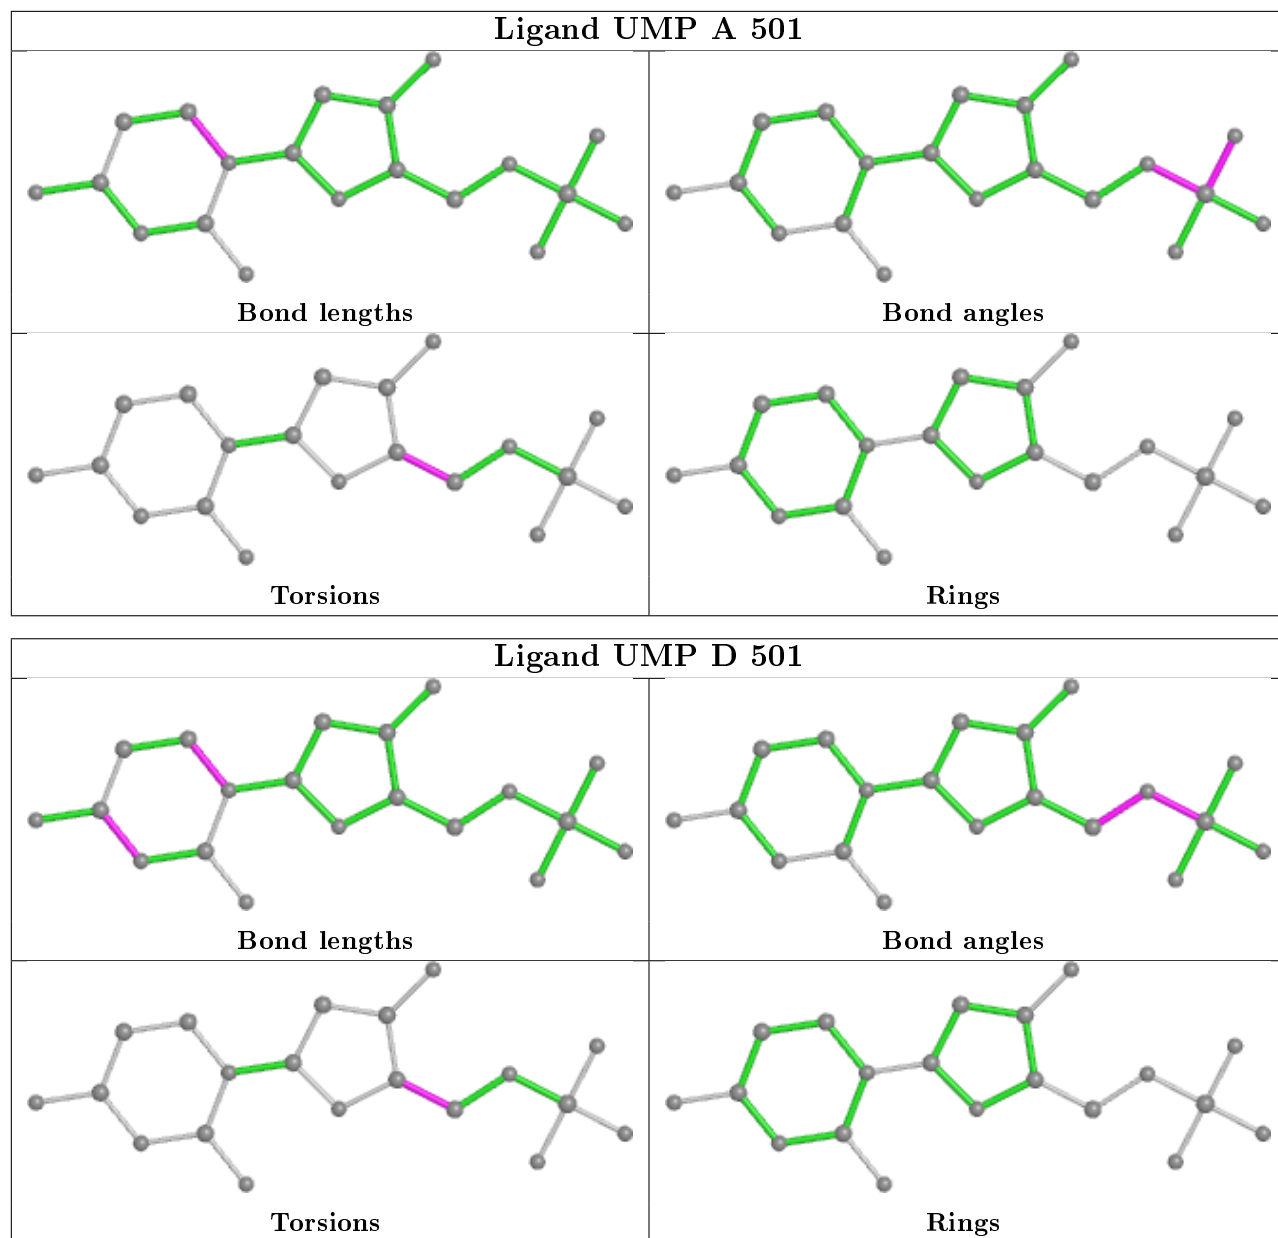 Ligand UMP A 501
Bond lengths
Bond angles
Torsions
Rings
Ligand UMP D 501
Bond lengths
Bond angles
Torsions
Rings